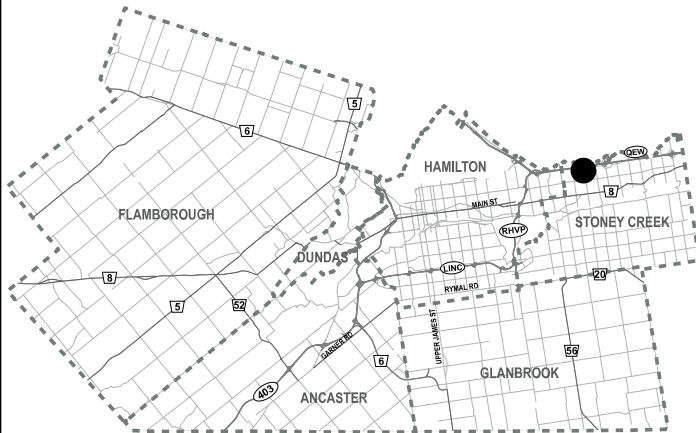 5
6
QEW
HAMILTON
8
MAIN ST
FLAMBOROUGH
STONEY CREEK
RHVP
DUNDAS
LINC
20
8
RYMAL RD
5
52
UPPER JAMES ST
GARNER RD
56
6
GLANBROOK
403
ANCASTER